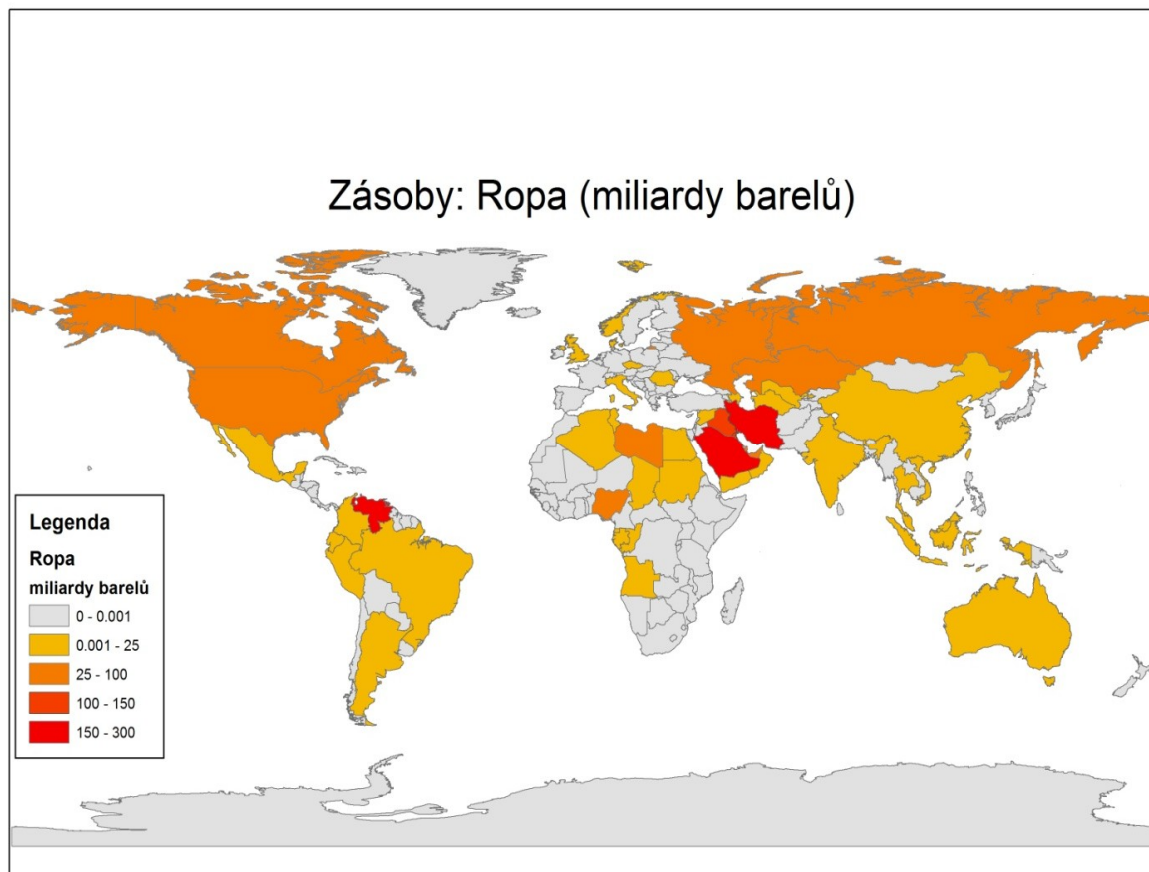 Zásoby: Ropa (miliardy barelů)
Legenda
Ropa
miliardy barelů
0 - 0.001
0.001 - 25
25 - 100
100 - 150
150 - 300